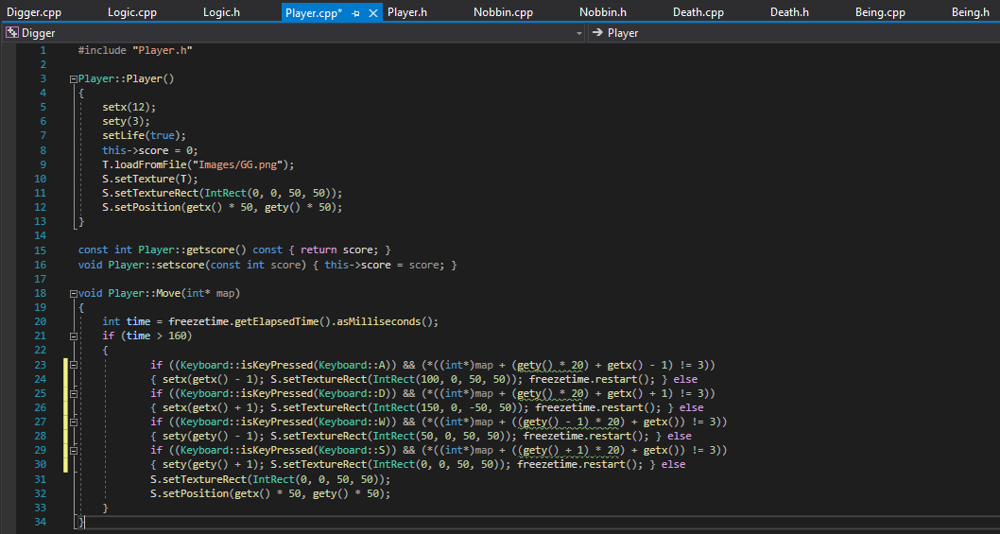 Digger.cpp Logic.cpp Logic.h Player.cpp* Player.h Nobbin.cpp Nobbin.h Death.cpp Death.h Being.cpp Being.h
Digger Player
1 #include "Player.h"
2
3 Player::Player()
4 {
5 setx(12);
6 sety(3);
7 setLife(true);
8 this->score = 0;
9 T.loadFromFile("Images/GG.png");
10 S.setTexture(T);
11 S.setTextureRect(IntRect(0, 0, 50, 50));
12 S.setPosition(getx() * 50, gety() * 50);
13 }
14
15 const int Player::getscore() const { return score; }
16 void Player::setscore(const int score) { this->score = score; }
17
18 void Player::Move(int* map)
19 {
20 int time = freezetime.getElapsedTime().asMilliseconds();
21 if (time > 160)
22 {
23 if ((Keyboard::isKeyPressed(Keyboard::A)) && (*((int*)map + (gety() * 20) + getx() - 1) != 3))
24 { setx(getx() - 1); S.setTextureRect(IntRect(100, 0, 50, 50)); freezetime.restart(); } else
25 if ((Keyboard::isKeyPressed(Keyboard::D)) && (*((int*)map + (gety() * 20) + getx() + 1) != 3))
26 { setx(getx() + 1); S.setTextureRect(IntRect(150, 0, -50, 50)); freezetime.restart(); } else
27 if ((Keyboard::isKeyPressed(Keyboard::W)) && (*((int*)map + ((gety() - 1) * 20) + getx()) != 3))
28 { sety(gety() - 1); S.setTextureRect(IntRect(50, 0, 50, 50)); freezetime.restart(); } else
29 if ((Keyboard::isKeyPressed(Keyboard::S)) && (*((int*)map + ((gety() + 1) * 20) + getx()) != 3))
30 { sety(gety() + 1); S.setTextureRect(IntRect(0, 0, 50, 50)); freezetime.restart(); } else
31 S.setTextureRect(IntRect(0, 0, 50, 50));
32 S.setPosition(getx() * 50, gety() * 50);
33 }
34 }